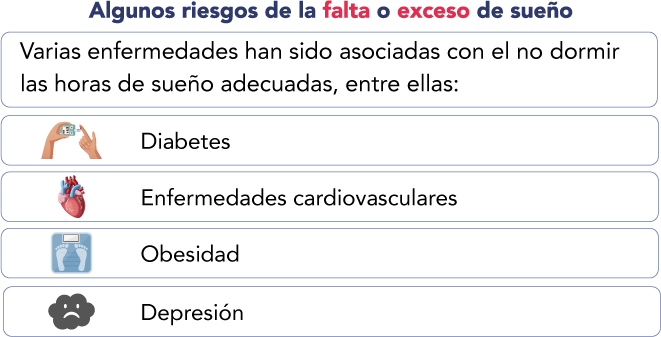 Algunos riesgos de la falta o exceso de sueño
Varias enfermedades han sido asociadas con el no dormir
las horas de sueño adecuadas, entre ellas:
Diabetes
Enfermedades cardiovasculares
Obesidad
Depresión